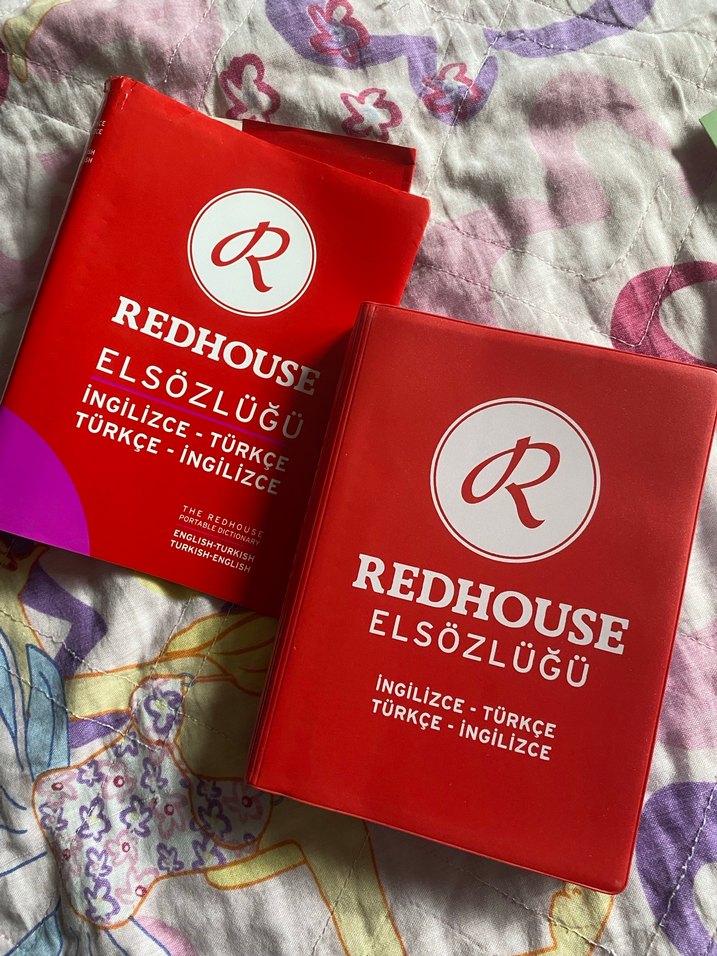 R
REDHOUSE
ELSÖZLÜĞÜ
İNGİLİZCE - TÜRKÇE
TÜRKÇE - İNGİLİZCE
THE REDHOUSE
PORTABLE DICTIONARY
ENGLISH-TURKISH
TURKISH-ENGLISH
R
REDHOUSE
ELSÖZLÜĞÜ
İNGİLİZCE - TÜRKÇE
TÜRKÇE - İNGİLİZCE